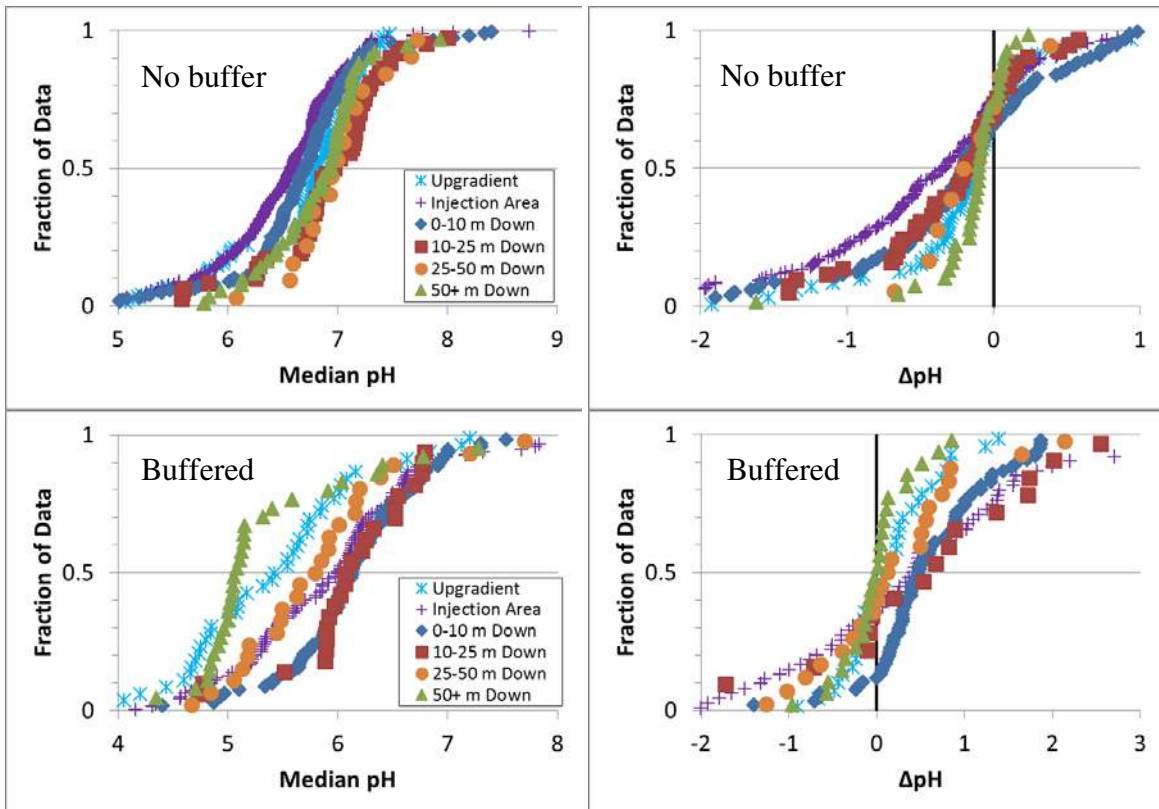 No buffer
Fraction of Data
1
0.5
0
5
6
7
8
9
Median pH
Upgradient
Injection Area
0-10 m Down
10-25 m Down
25-50 m Down
50+ m Down
No buffer
Fraction of Data
1
0.5
0
-2
-1
0
1
ΔpH
Buffered
Fraction of Data
1
0.5
0
4
5
6
7
8
Median pH
Upgradient
Injection Area
0-10 m Down
10-25 m Down
25-50 m Down
50+ m Down
Buffered
Fraction of Data
1
0.5
0
-2
-1
0
1
2
3
ΔpH